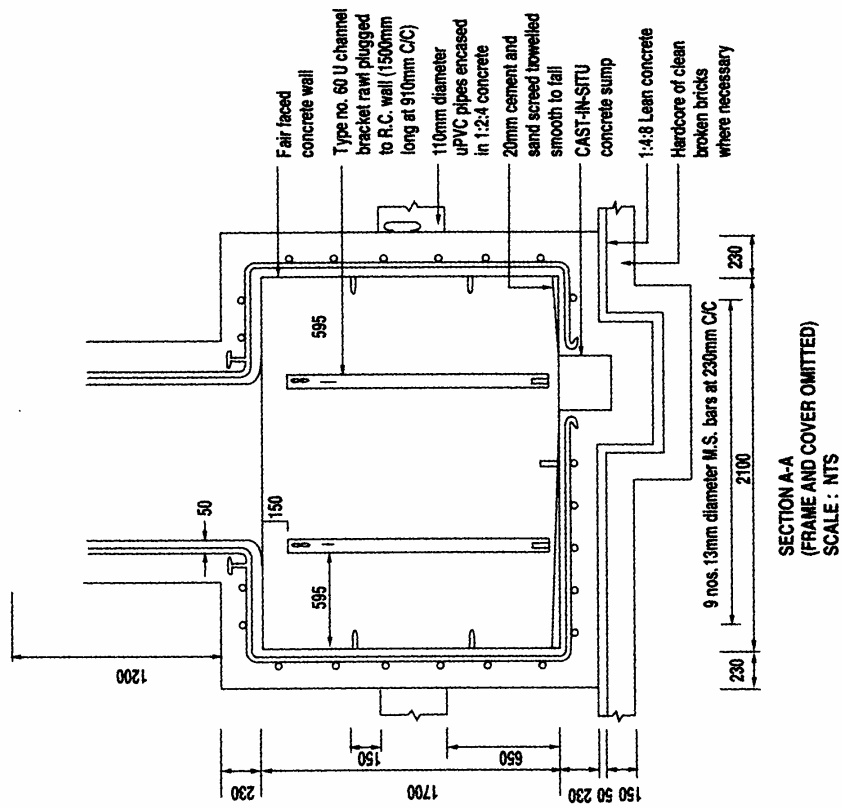 Fair faced
concrete wall
Type no. 60 U channel
bracket rawl plugged
to R.C. wall (1500mm
long at 910mm C/C)
110mm diameter
uPVC pipes encased
in 1:2:4 concrete
20mm cement and
sand screed trowelled
smooth to fall
CAST-IN-SITU
concrete sump
1:4:8 Lean concrete
Hardcore of clean
broken bricks
where necessary
1200
50
150
595
595
230
1700
150
650
230
50
150
9 nos. 13mm diameter M.S. bars at 230mm C/C
230
2100
230
SECTION A-A
(FRAME AND COVER OMITTED)
SCALE : NTS